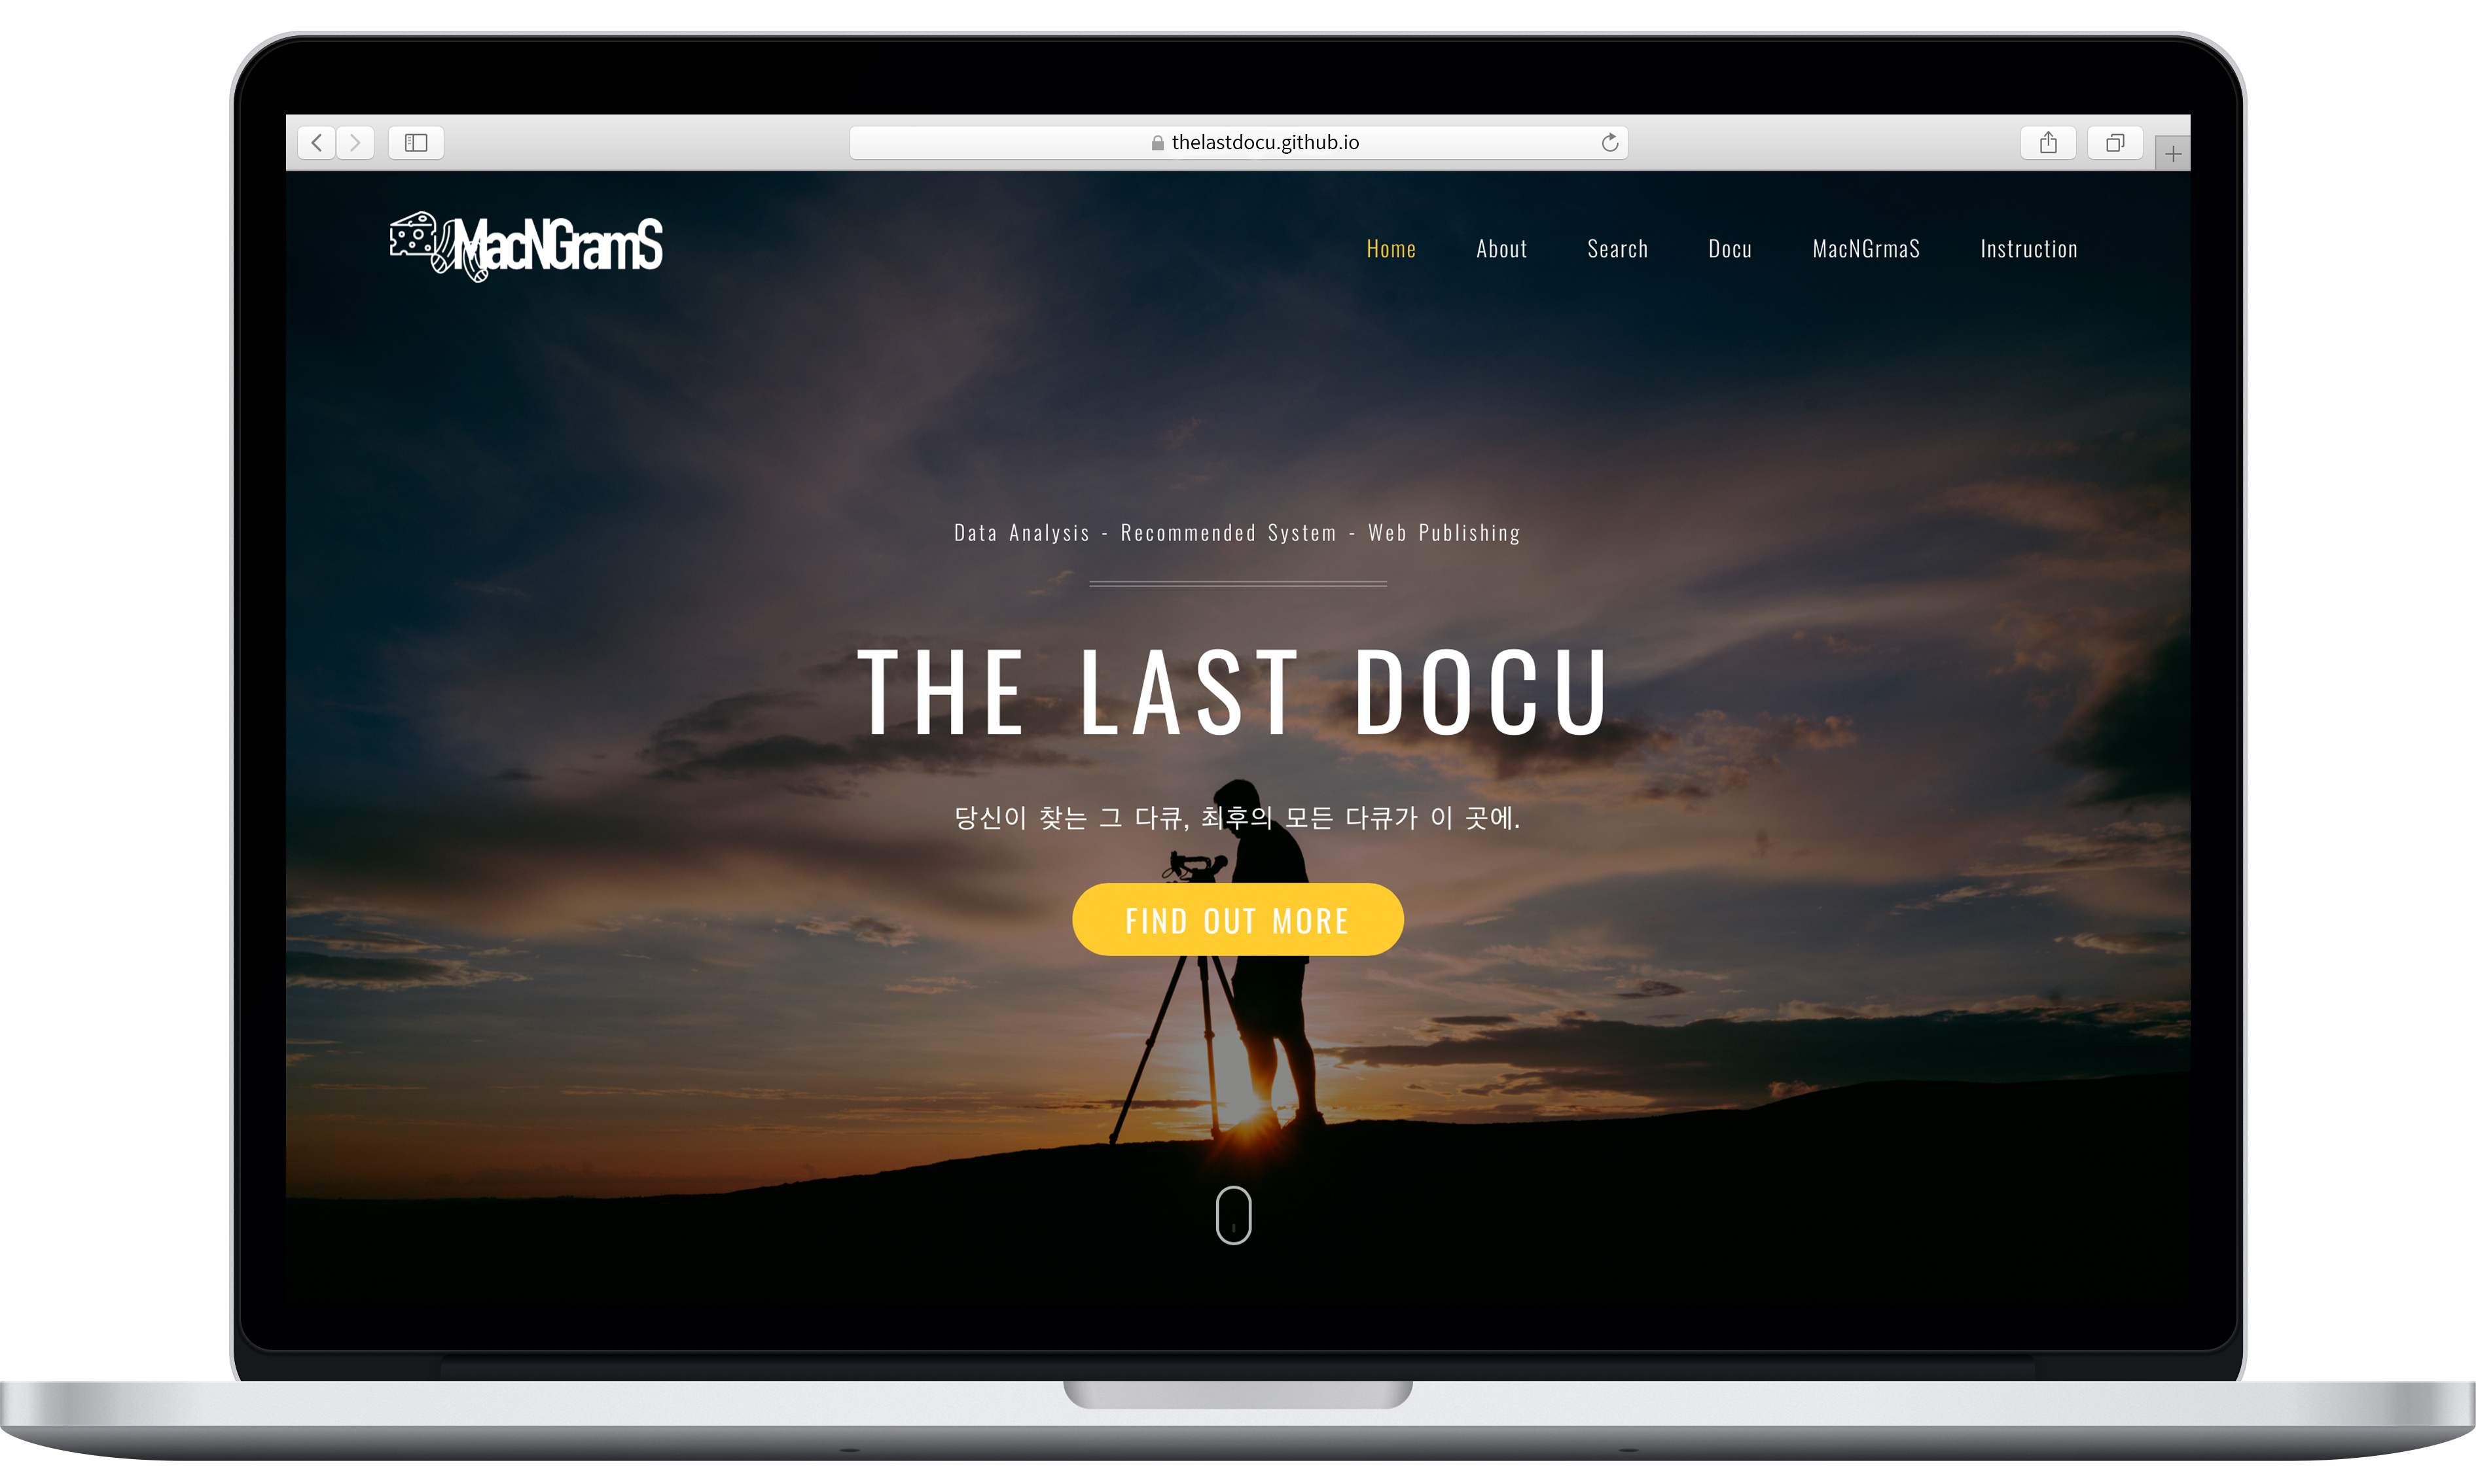 thelastdocu.github.io
MacNGramS
Home About Search Docu MacNGrmaS Instruction
Data Analysis - Recommended System - Web Publishing
THE LAST DOCU
당신이 찾는 그 다큐, 최후의 모든 다큐가 이 곳에.
FIND OUT MORE